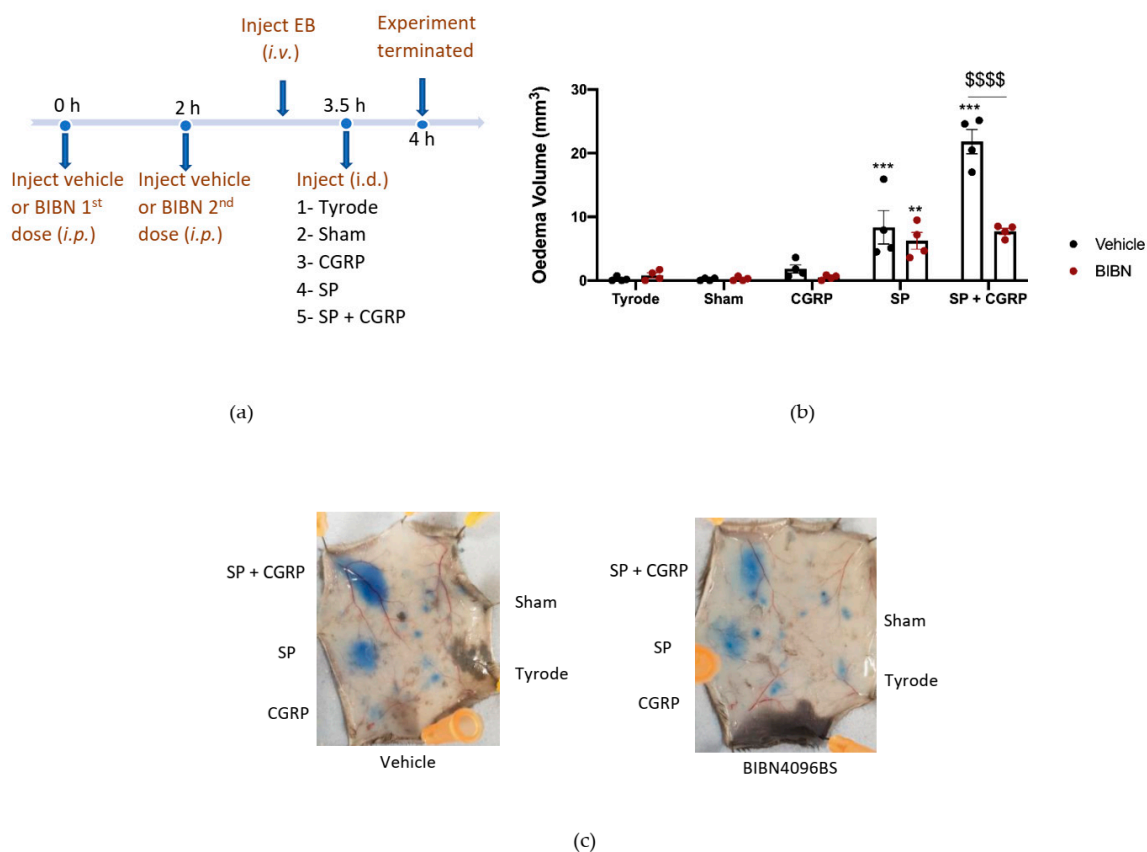 Inject EB
(i.v.)
Experiment
terminated
0 h
2 h
3.5 h
4 h
Inject vehicle
or BIBN 1st
dose (i.p.)
Inject vehicle
or BIBN 2nd
dose (i.p.)
Inject (i.d.)
1- Tyrode
2- Sham
3- CGRP
4- SP
5- SP + CGRP
(a)
Oedema Volume (mm³)
30
20
10
0
***
**
***
$$$$
Tyrode
Sham
CGRP
SP
SP + CGRP
Vehicle
BIBN
(b)
SP + CGRP
SP
CGRP
Sham
Tyrode
Vehicle
SP + CGRP
SP
CGRP
Sham
Tyrode
BIBN4096BS
(c)